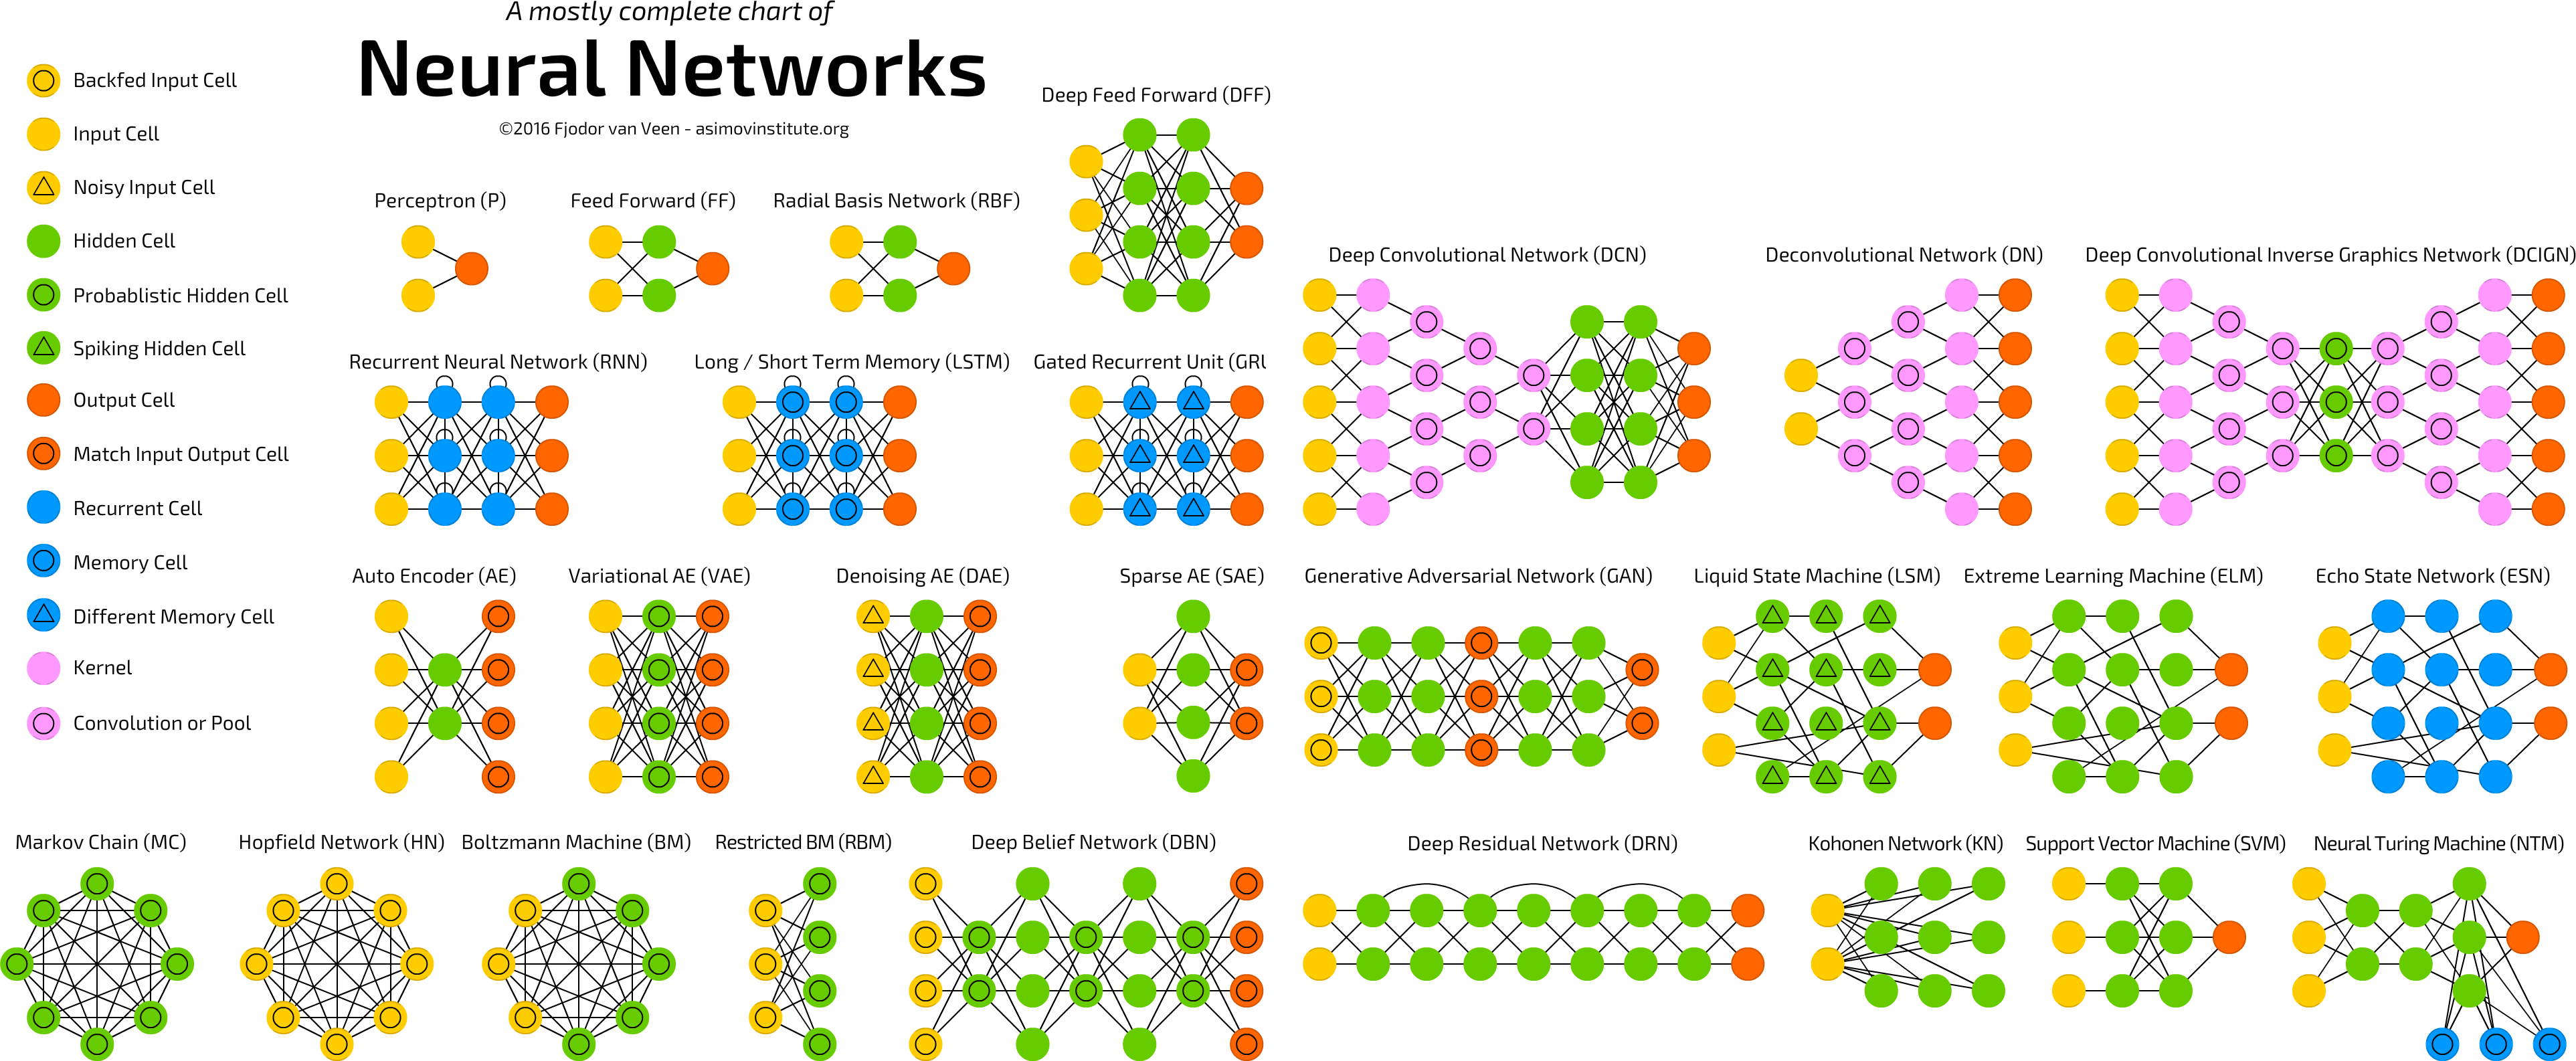 A mostly complete chart of
Neural Networks
©2016 Fjodor van Veen - asimovinstitute.org
Backfed Input Cell
Input Cell
Noisy Input Cell
Hidden Cell
Probablistic Hidden Cell
Spiking Hidden Cell
Output Cell
Match Input Output Cell
Recurrent Cell
Memory Cell
Different Memory Cell
Kernel
Convolution or Pool
Deep Feed Forward (DFF)
Perceptron (P)
Feed Forward (FF)
Radial Basis Network (RBF)
Deep Convolutional Network (DCN)
Deconvolutional Network (DN)
Deep Convolutional Inverse Graphics Network (DCIGN)
Recurrent Neural Network (RNN)
Long / Short Term Memory (LSTM)
Gated Recurrent Unit (GRU
Auto Encoder (AE)
Variational AE (VAE)
Denoising AE (DAE)
Sparse AE (SAE)
Generative Adversarial Network (GAN)
Liquid State Machine (LSM)
Extreme Learning Machine (ELM)
Echo State Network (ESN)
Markov Chain (MC)
Hopfield Network (HN)
Boltzmann Machine (BM)
Restricted BM (RBM)
Deep Belief Network (DBN)
Deep Residual Network (DRN)
Kohonen Network (KN)
Support Vector Machine (SVM)
Neural Turing Machine (NTM)